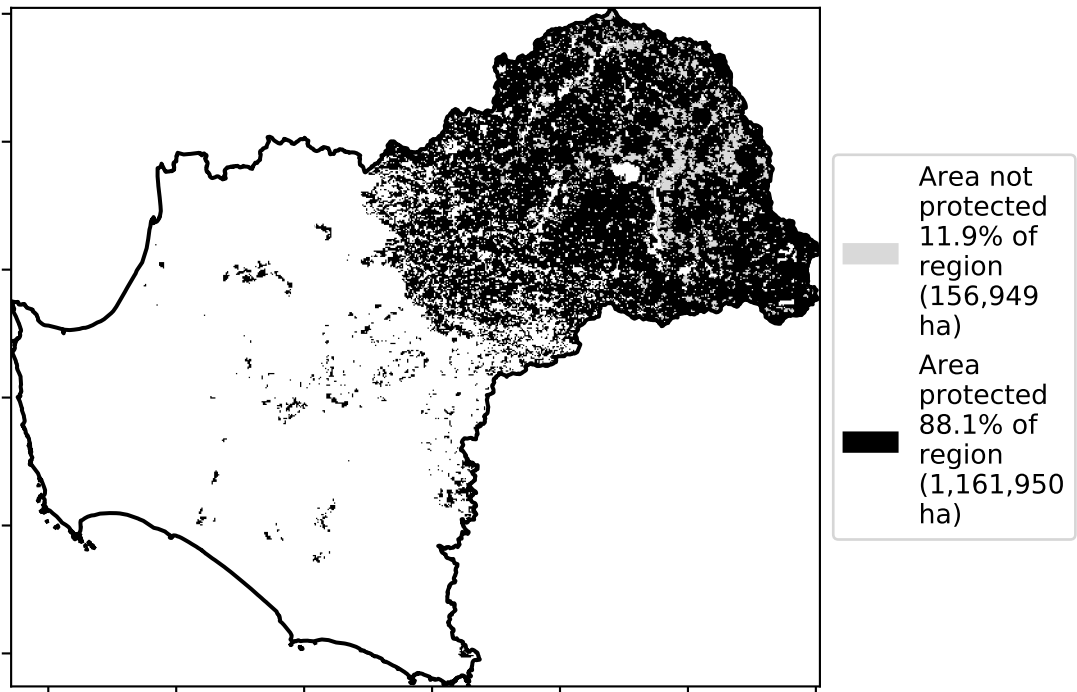 Area not
protected
11.9% of
region
(156,949
ha)
Area
protected
88.1% of
region
(1,161,950
ha)